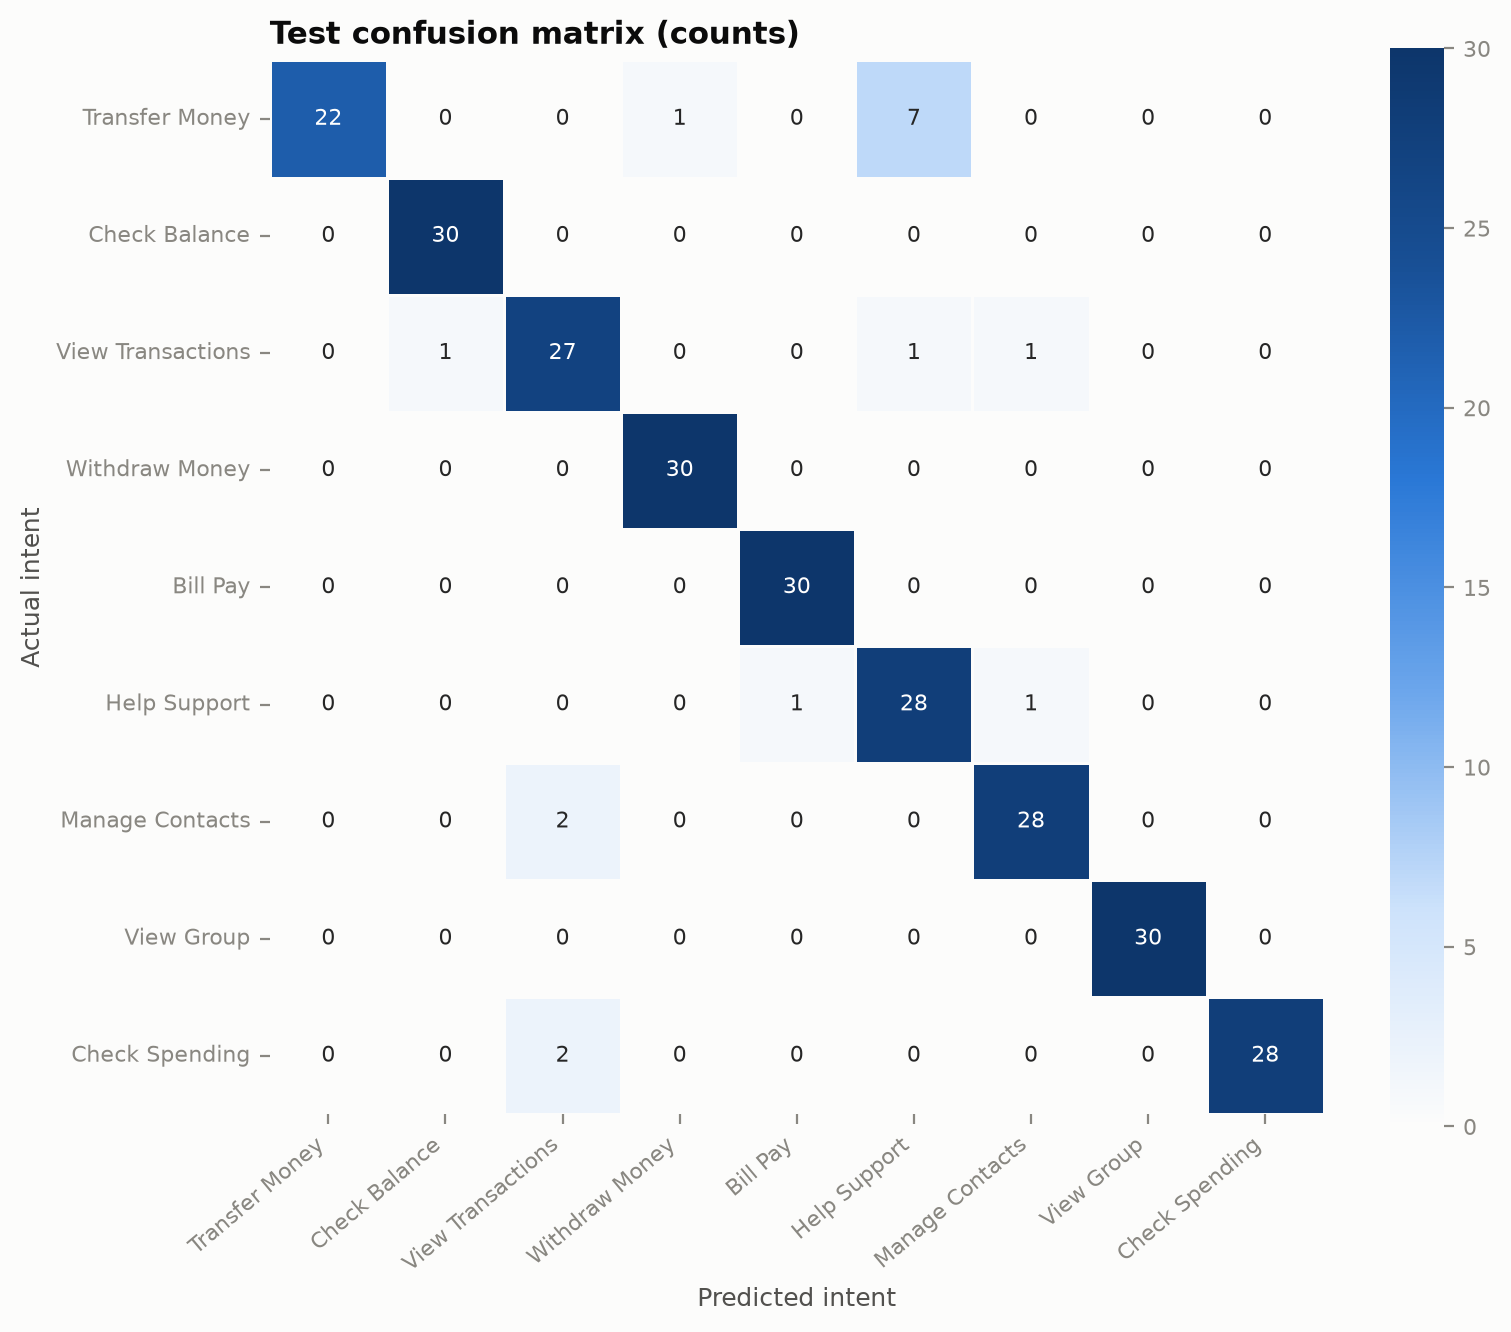 Test confusion matrix (counts)
Transfer Money 22 0 0 1 0 7 0 0 0
Check Balance 0 30 0 0 0 0 0 0 0
View Transactions 0 1 27 0 0 1 1 0 0
Withdraw Money 0 0 0 30 0 0 0 0 0
Bill Pay 0 0 0 0 30 0 0 0 0
Help Support 0 0 0 0 1 28 1 0 0
Manage Contacts 0 0 2 0 0 0 28 0 0
View Group 0 0 0 0 0 0 0 30 0
Check Spending 0 0 2 0 0 0 0 0 28
Actual intent
Transfer Money
Check Balance
View Transactions
Withdraw Money
Bill Pay
Help Support
Manage Contacts
View Group
Check Spending
Predicted intent
30
25
20
15
10
5
0